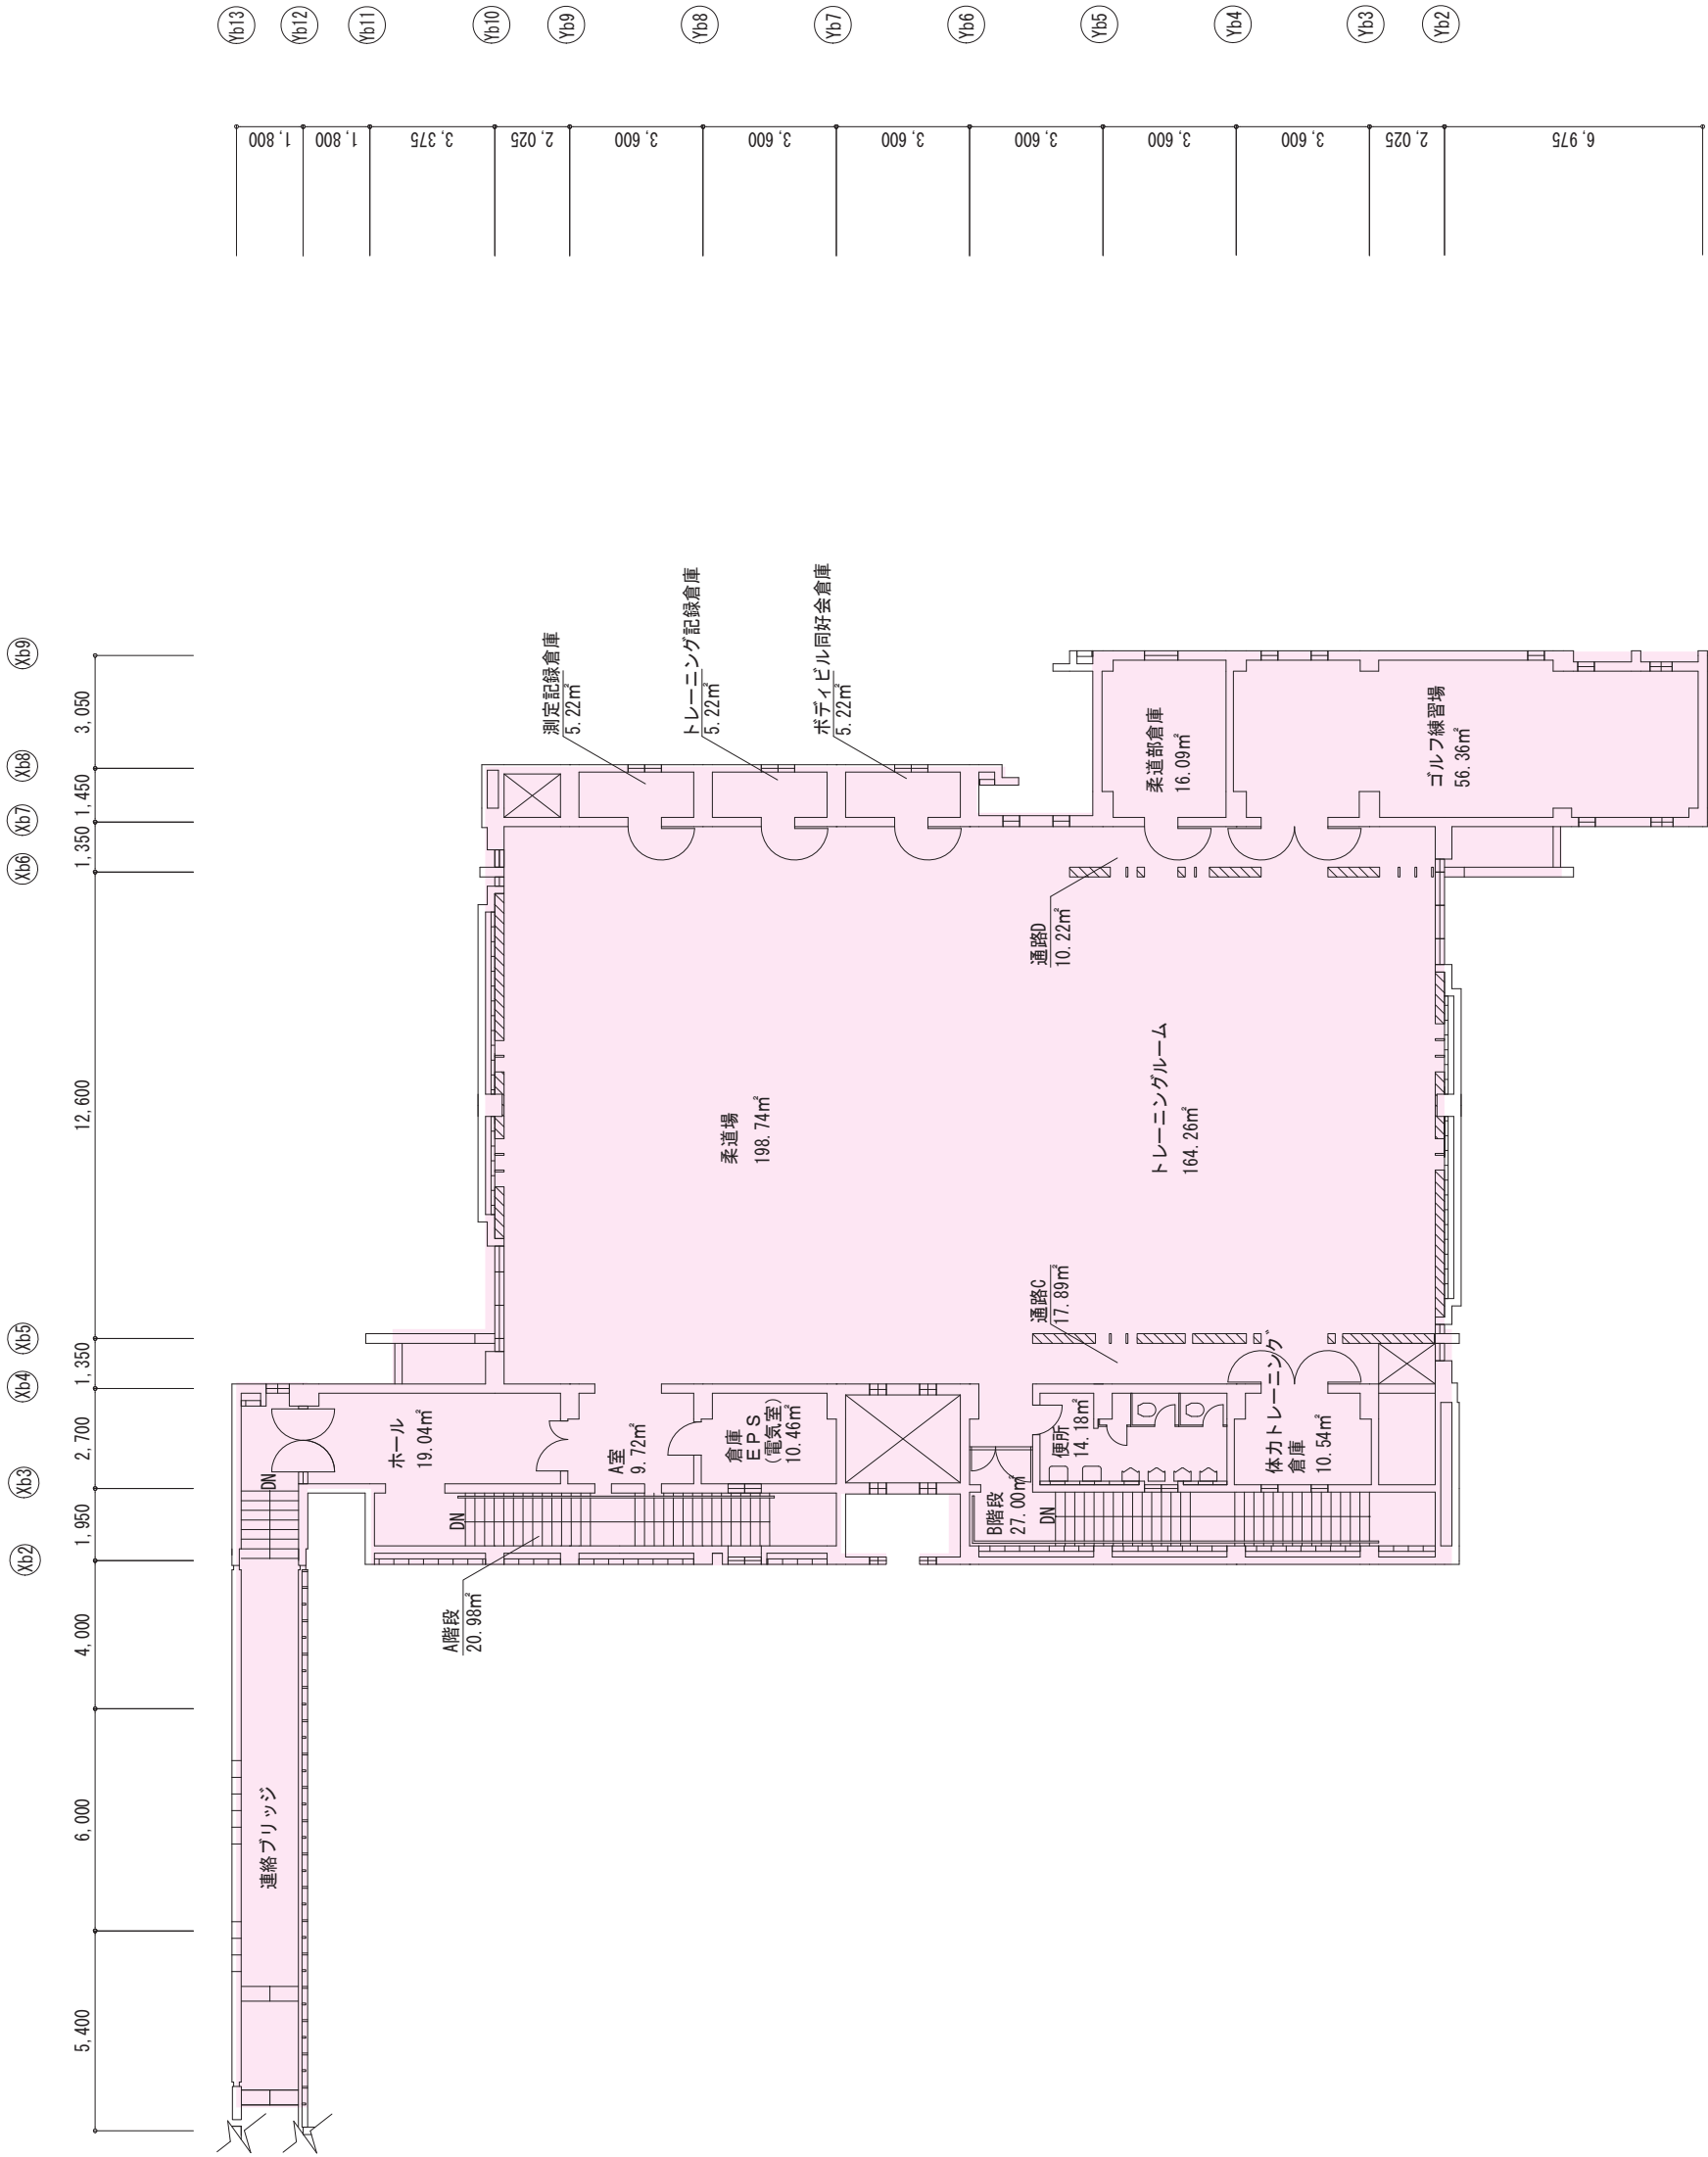 Yb13
Yb12
Yb11
Yb10
Yb9
Yb8
Yb7
Yb6
Yb5
Yb4
Yb3
Yb2
1,800
1,800
3,375
2,025
3,600
3,600
3,600
3,600
3,600
3,600
2,025
6,975
Xb9
Xb8
Xb7
Xb6
Xb5
Xb4
Xb3
Xb2
3,050
1,450
1,350
12,600
1,350
2,700
1,950
4,000
6,000
5,400
測定記録倉庫
5.22㎡
トレーニング記録倉庫
5.22㎡
ボディビル同好会倉庫
5.22㎡
柔道部倉庫
16.09㎡
ゴルフ練習場
56.36㎡
通路D
10.22㎡
柔道場
198.74㎡
トレーニングルーム
164.26㎡
通路C
17.89㎡
ホール
19.04㎡
A室
9.72㎡
倉庫
EPS
(電気室)
10.46㎡
便所
14.18㎡
体力トレーニング
倉庫
10.54㎡
DN
DN
B階段
27.00㎡
DN
A階段
20.98㎡
連絡ブリッジ